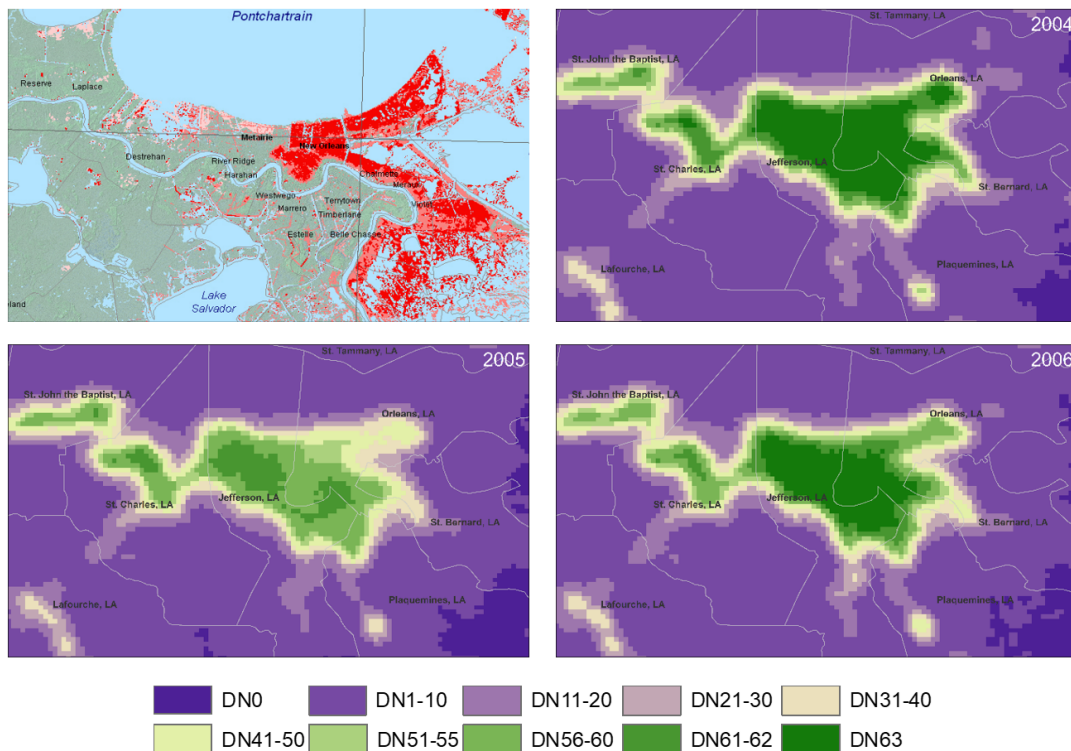 Pontchartrain
Reserve
Laplace
Destrehan
River Ridge
Harahan
Metairie
New Orleans
Westwego
Marrero
Terrytown
Timberlane
Estelle
Belle Chasse
Chalmette
Meraux
Violet
Lake
Salvador
eland
2004
St. Tammany, LA
St. John the Baptist, LA
Orleans, LA
Jefferson, LA
St. Charles, LA
St. Bernard, LA
Lafourche, LA
Plaquemines, LA
2005
St. Tammany, LA
St. John the Baptist, LA
Orleans, LA
Jefferson, LA
St. Charles, LA
St. Bernard, LA
Lafourche, LA
Plaquemines, LA
2006
St. Tammany, LA
St. John the Baptist, LA
Orleans, LA
Jefferson, LA
St. Charles, LA
St. Bernard, LA
Lafourche, LA
Plaquemines, LA
DN0 DN1-10 DN11-20 DN21-30 DN31-40
DN41-50 DN51-55 DN56-60 DN61-62 DN63